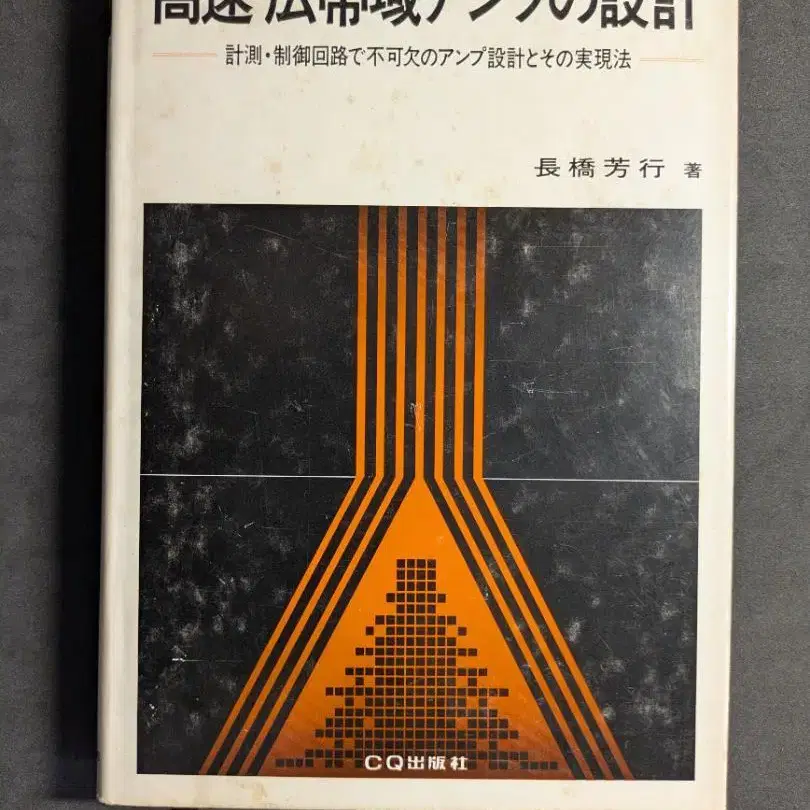 高速 広帯域アンプの設計
計測・制御回路で不可欠のアンプ設計とその実現法
長橋芳行 著
CQ出版社